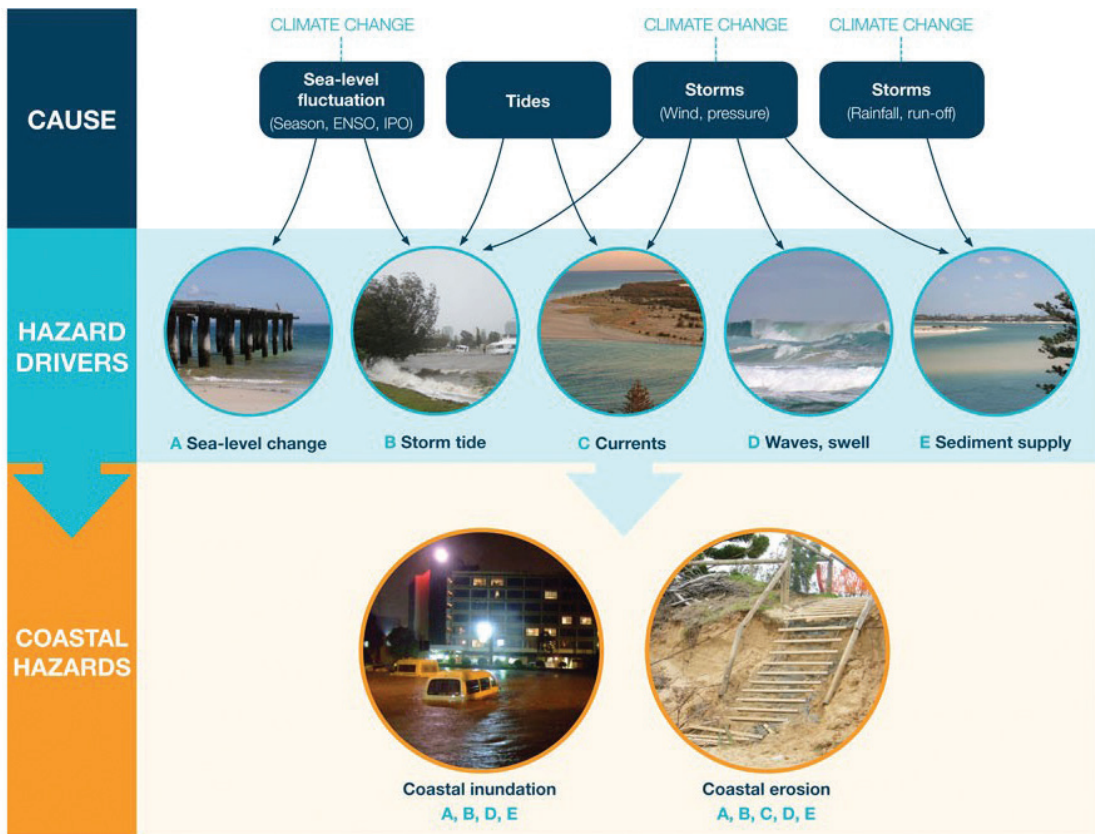 CLIMATE CHANGE
CLIMATE CHANGE
CLIMATE CHANGE
CAUSE
Sea-level
fluctuation
(Season, ENSO, IPO)
Tides
Storms
(Wind, pressure)
Storms
(Rainfall, run-off)
HAZARD
DRIVERS
A Sea-level change
B Storm tide
C Currents
D Waves, swell
E Sediment supply
COASTAL
HAZARDS
Coastal inundation
A, B, D, E
Coastal erosion
A, B, C, D, E